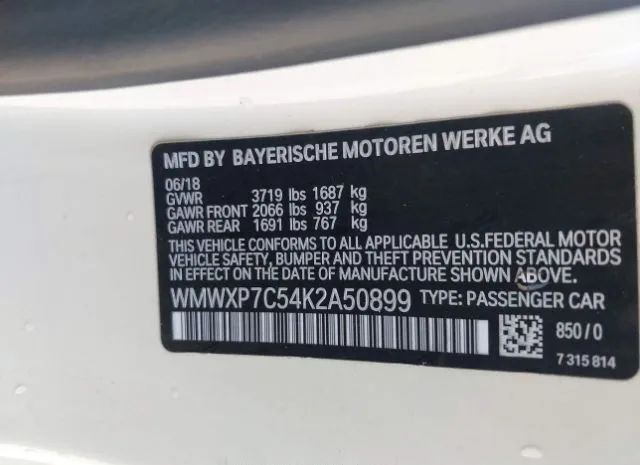 MFD BY BAYERISCHE MOTOREN WERKE AG
06/18
GVWR 3719 lbs 1687 kg
GAWR FRONT 2066 lbs 937 kg
GAWR REAR 1691 lbs 767 kg
THIS VEHICLE CONFORMS TO ALL APPLICABLE U.S.FEDERAL MOTOR
VEHICLE SAFETY, BUMPER AND THEFT PREVENTION STANDARDS
IN EFFECT ON THE DATE OF MANUFACTURE SHOWN ABOVE.
WMWXP7C54K2A50899 TYPE: PASSENGER CAR
850/0
7 315 814